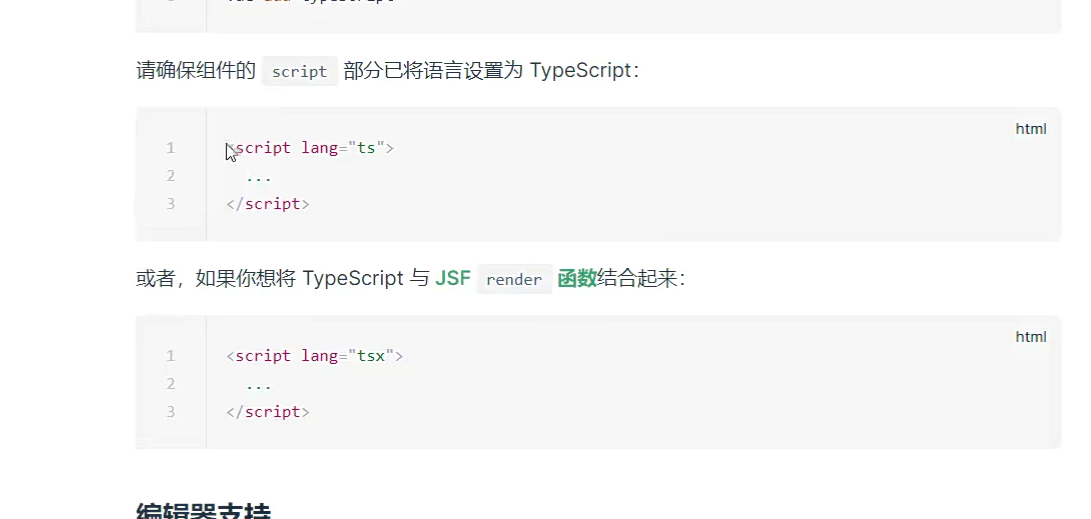 请确保组件的 script 部分已将语言设置为 TypeScript：
html
1 <script lang="ts">
2 ...
3 </script>
或者，如果你想将 TypeScript 与 JSF render 函数结合起来：
html
1 <script lang="tsx">
2 ...
3 </script>
编辑器支持